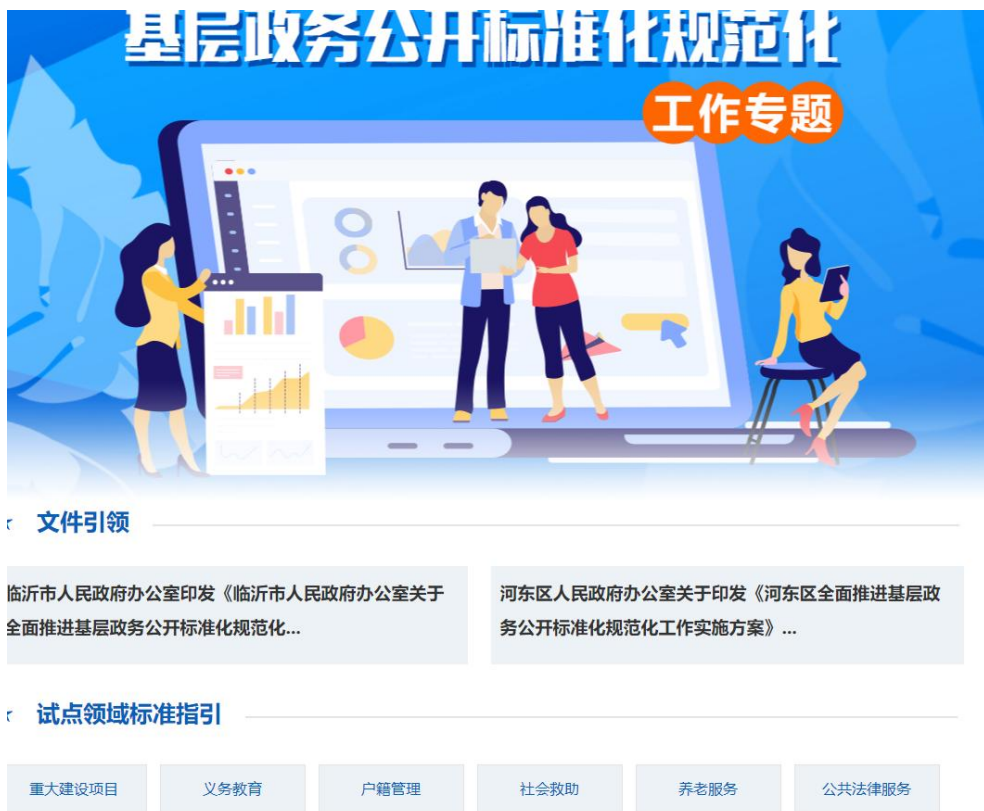 基层政务公开标准化规范化
工作专题
文件引领
临沂市人民政府办公室印发《临沂市人民政府办公室关于
全面推进基层政务公开标准化规范化...
河东区人民政府办公室关于印发《河东区全面推进基层政
务公开标准化规范化工作实施方案》...
试点领域标准指引
重大建设项目
义务教育
户籍管理
社会救助
养老服务
公共法律服务